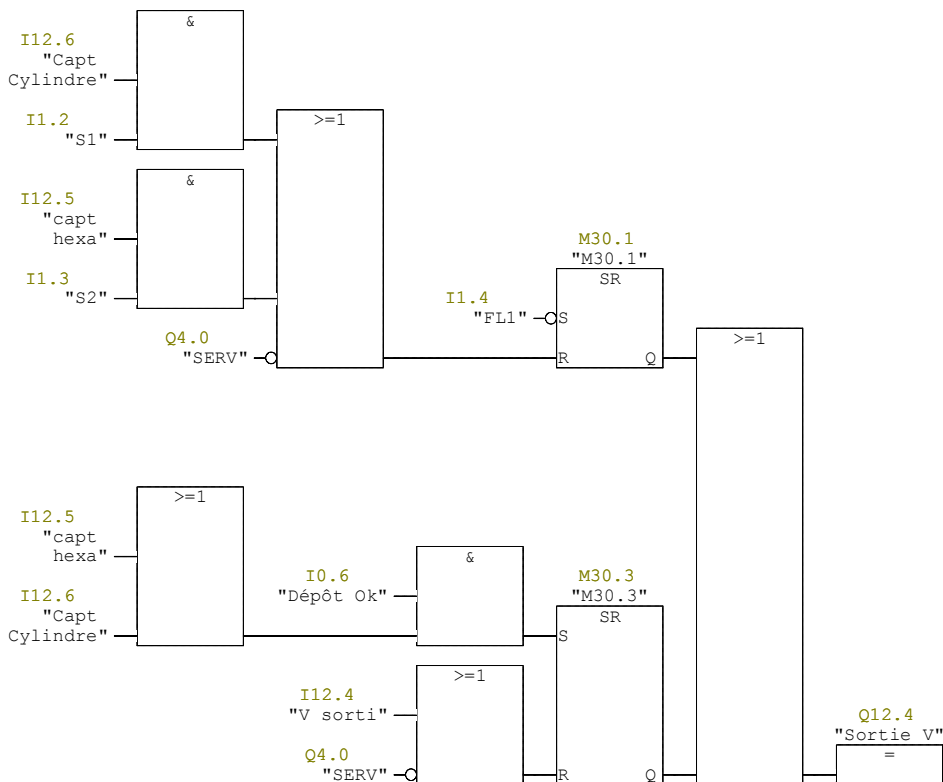 &
I12.6
"Capt
Cylindre"
I1.2
"S1"
>=1
&
I12.5
"capt
hexa"
I1.3
"S2"
Q4.0
"SERV"
M30.1
"M30.1"
SR
I1.4
"FL1"
S
R
Q
>=1
>=1
I12.5
"capt
hexa"
I12.6
"Capt
Cylindre"
&
I0.6
"Dépôt Ok"
M30.3
"M30.3"
SR
S
>=1
I12.4
"V sorti"
Q4.0
"SERV"
R
Q
Q12.4
"Sortie V"
=